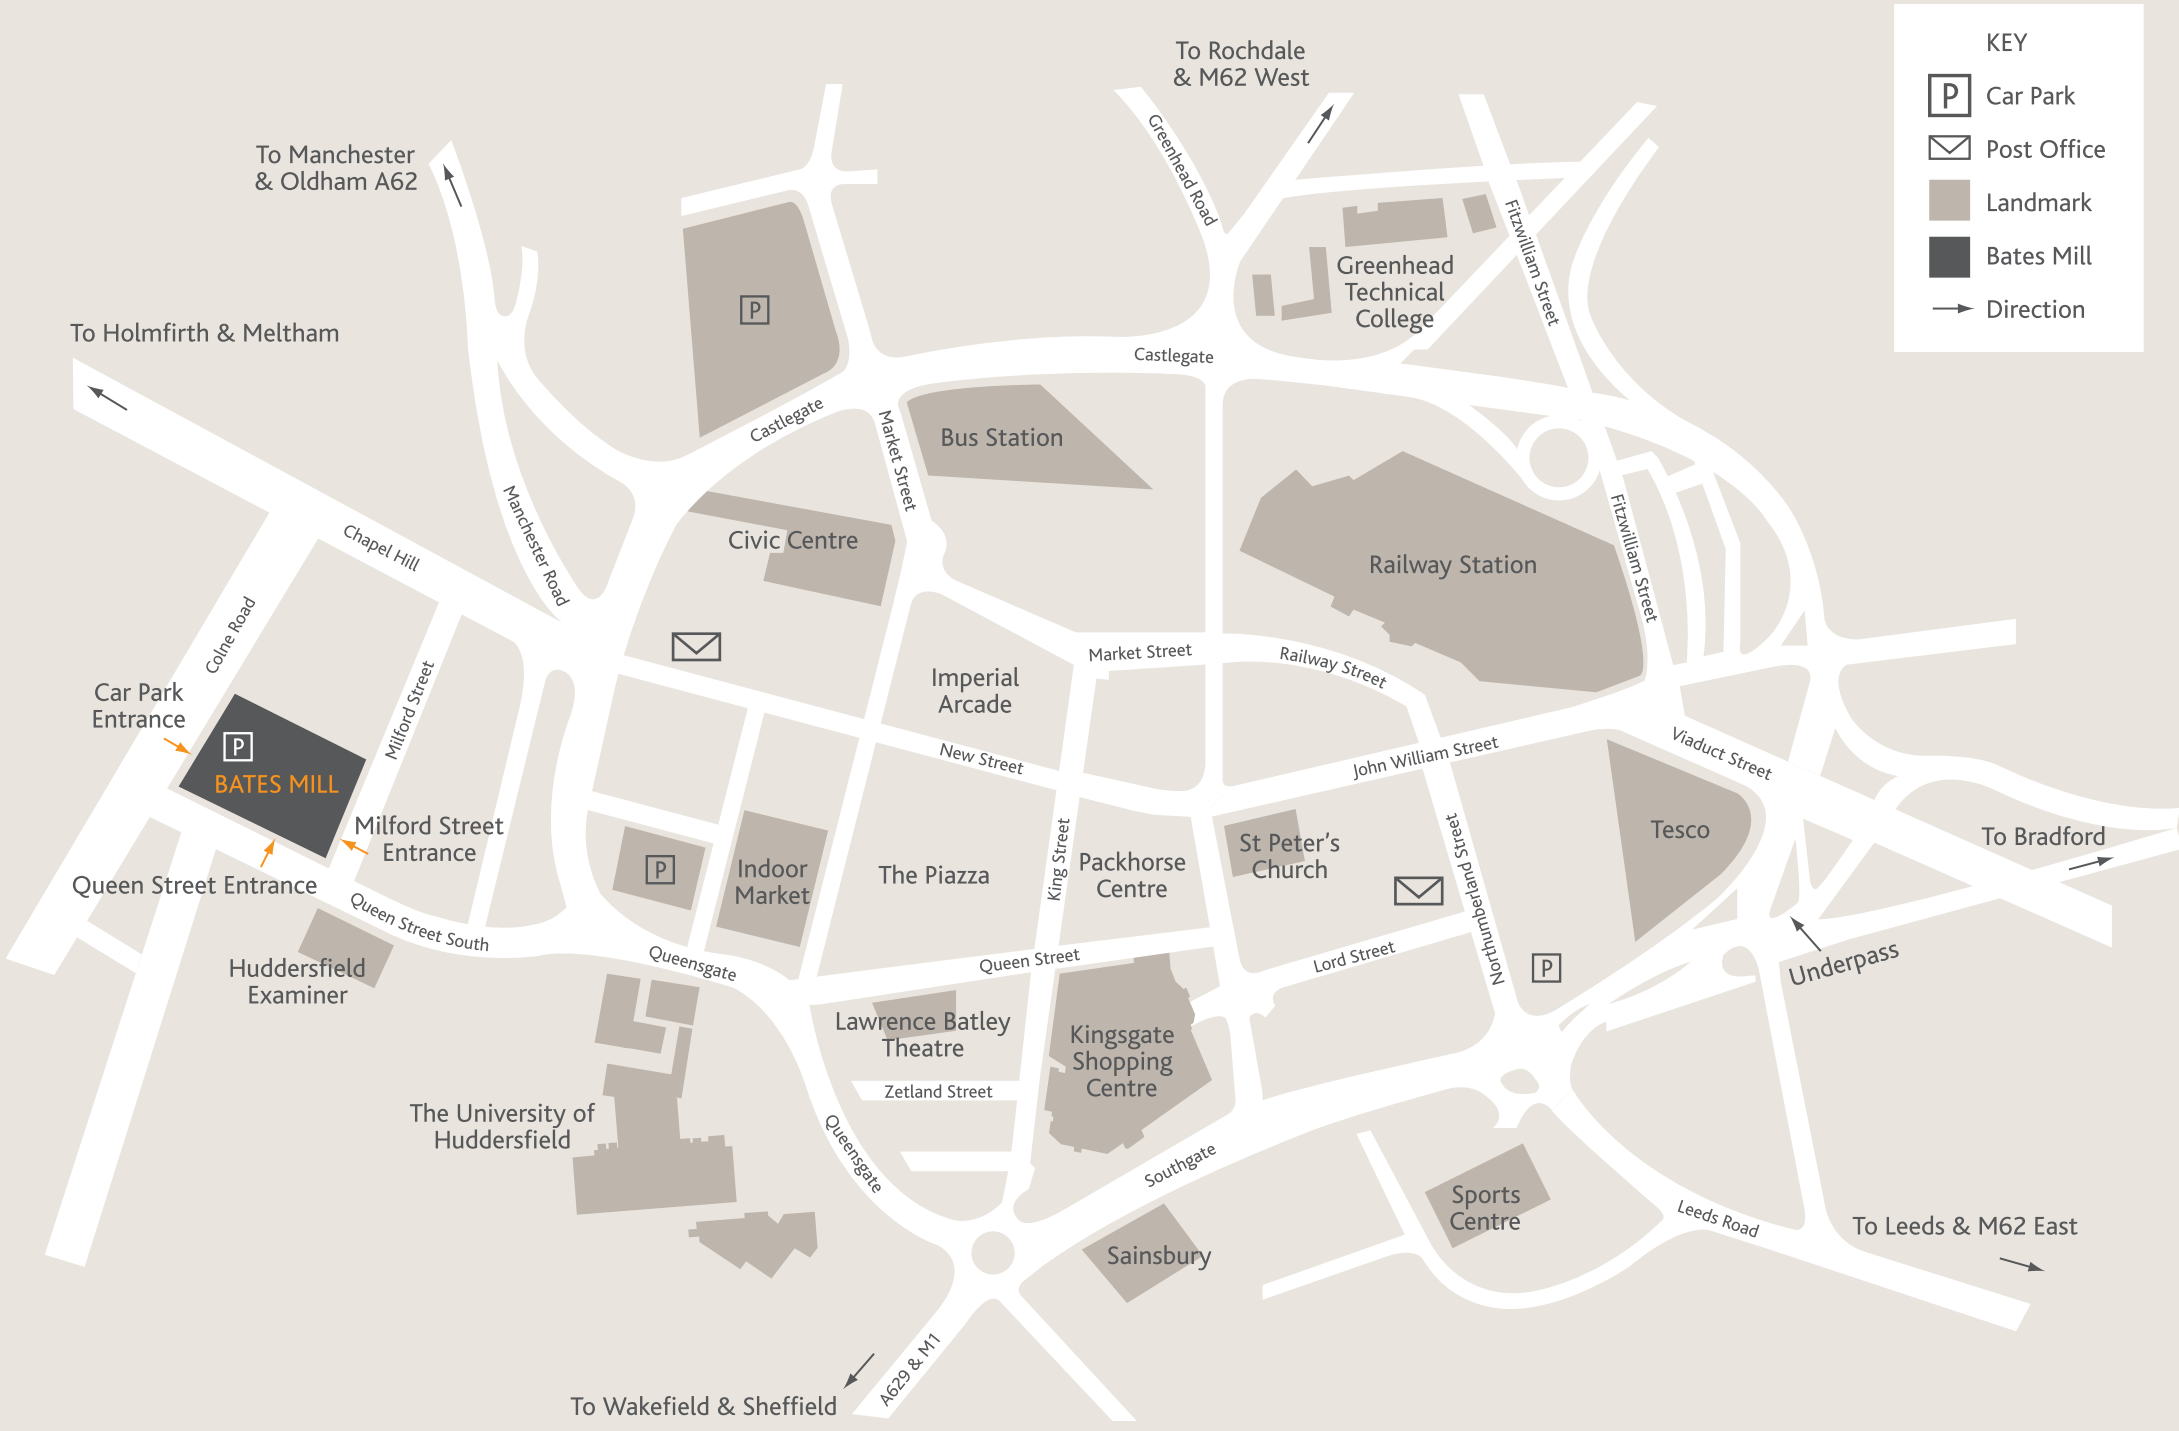 To Rochdale
& M62 West
KEY
P
Car Park
Post Office
Landmark
Bates Mill
Direction
To Manchester
& Oldham A62
Greenhead Road
Fitzwilliam Street
Greenhead
Technical
College
P
To Holmfirth & Meltham
Castlegate
Castlegate
Market Street
Bus Station
Chapel Hill
Manchester Road
Civic Centre
Railway Station
Fitzwilliam Street
Colne Road
Milford Street
Market Street
Railway Street
Imperial
Arcade
Car Park
Entrance
P
BATES MILL
New Street
John William Street
Viaduct Street
Milford Street
Entrance
Queen Street Entrance
P
Indoor
Market
The Piazza
King Street
Packhorse
Centre
St Peter's
Church
Northumberland Street
Tesco
To Bradford
Queen Street South
Queensgate
Queen Street
Lord Street
P
Underpass
Huddersfield
Examiner
Lawrence Batley
Theatre
Kingsgate
Shopping
Centre
Zetland Street
The University of
Huddersfield
Queensgate
Southgate
Sports
Centre
Leeds Road
To Leeds & M62 East
Sainsbury
A629 & M1
To Wakefield & Sheffield